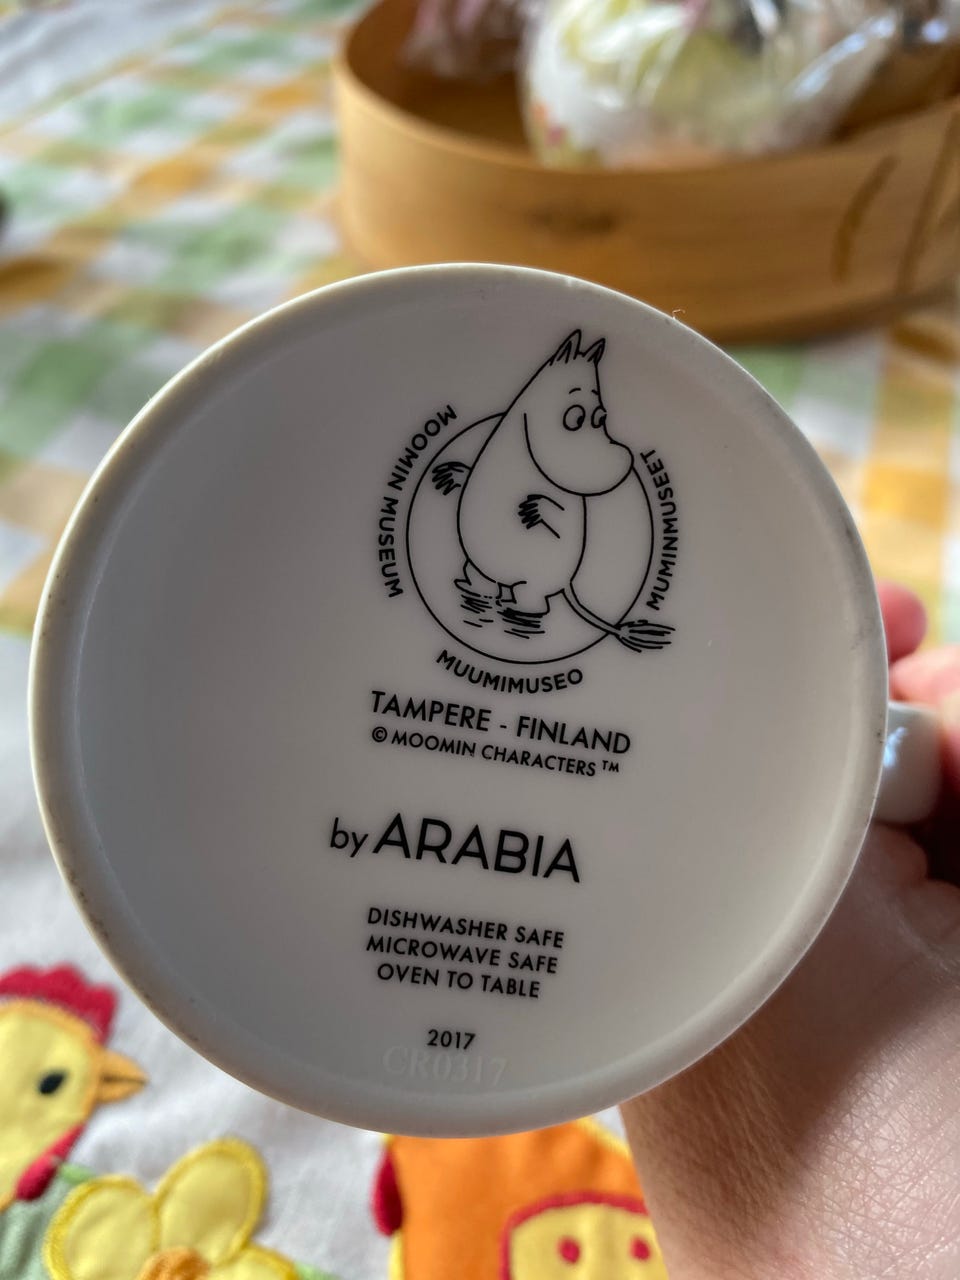 MOOMIN MUSEUM
MUMINMUSEET
MUUMIMUSEO
TAMPERE - FINLAND
© MOOMIN CHARACTERS ™
by ARABIA
DISHWASHER SAFE
MICROWAVE SAFE
OVEN TO TABLE
2017
CR0317